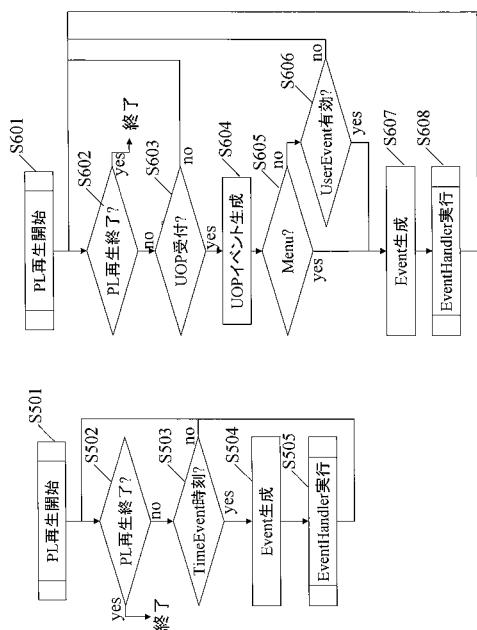 S501
PL再生開始
S502
PL再生終了?
yes
終了
no
S503
TimeEvent時刻?
no
yes
S504
Event生成
S505
EventHandler実行
S601
PL再生開始
S602
PL再生終了?
yes
終了
no
S603
UOP受付?
no
yes
S604
UOPイベント生成
S605
Menu?
no
yes
S606
UserEvent有効?
no
yes
S607
Event生成
S608
EventHandler実行